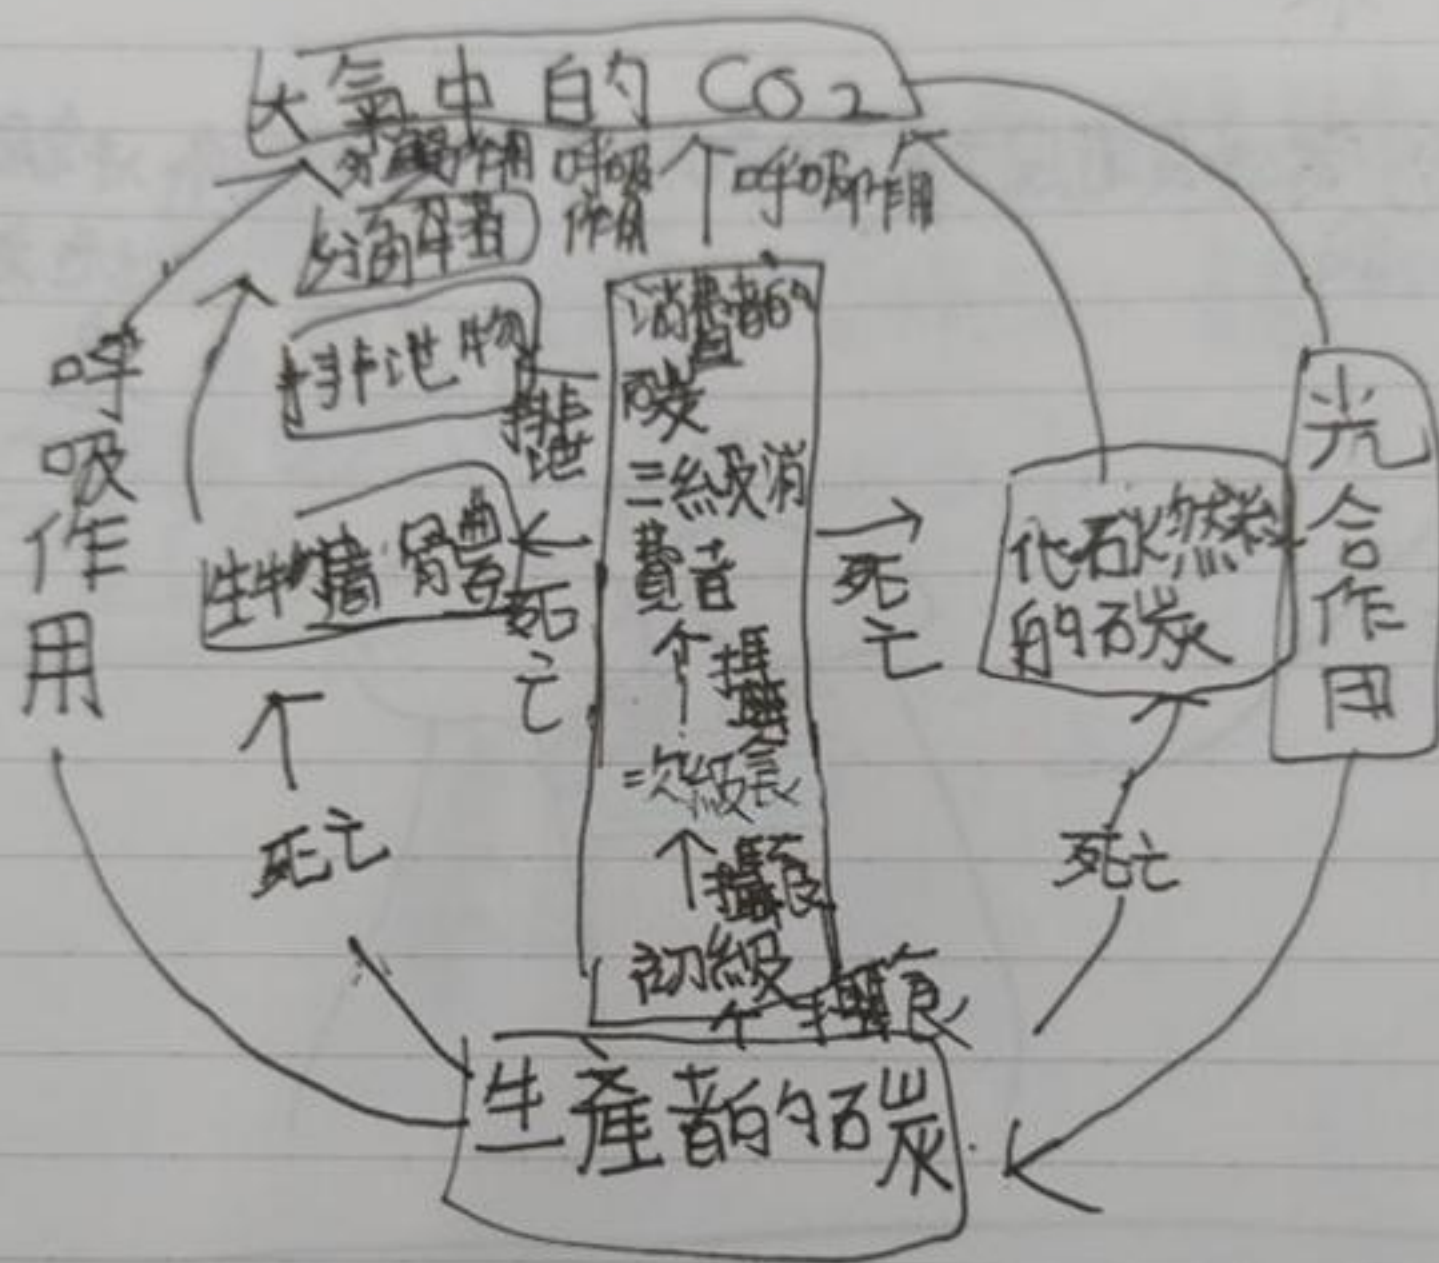 大氣中的CO2
分解作用
呼吸
作用
呼吸作用
分解者
排泄物
排
泄
生物遺骨豊
呼
吸
作
用
消費者的
碳
三級消
費者
攝
食
二次級
攝食
初級
攝食
死
亡
死
亡
化石燃料
的碳
光
合
作
用
死亡
死亡
生產者的碳